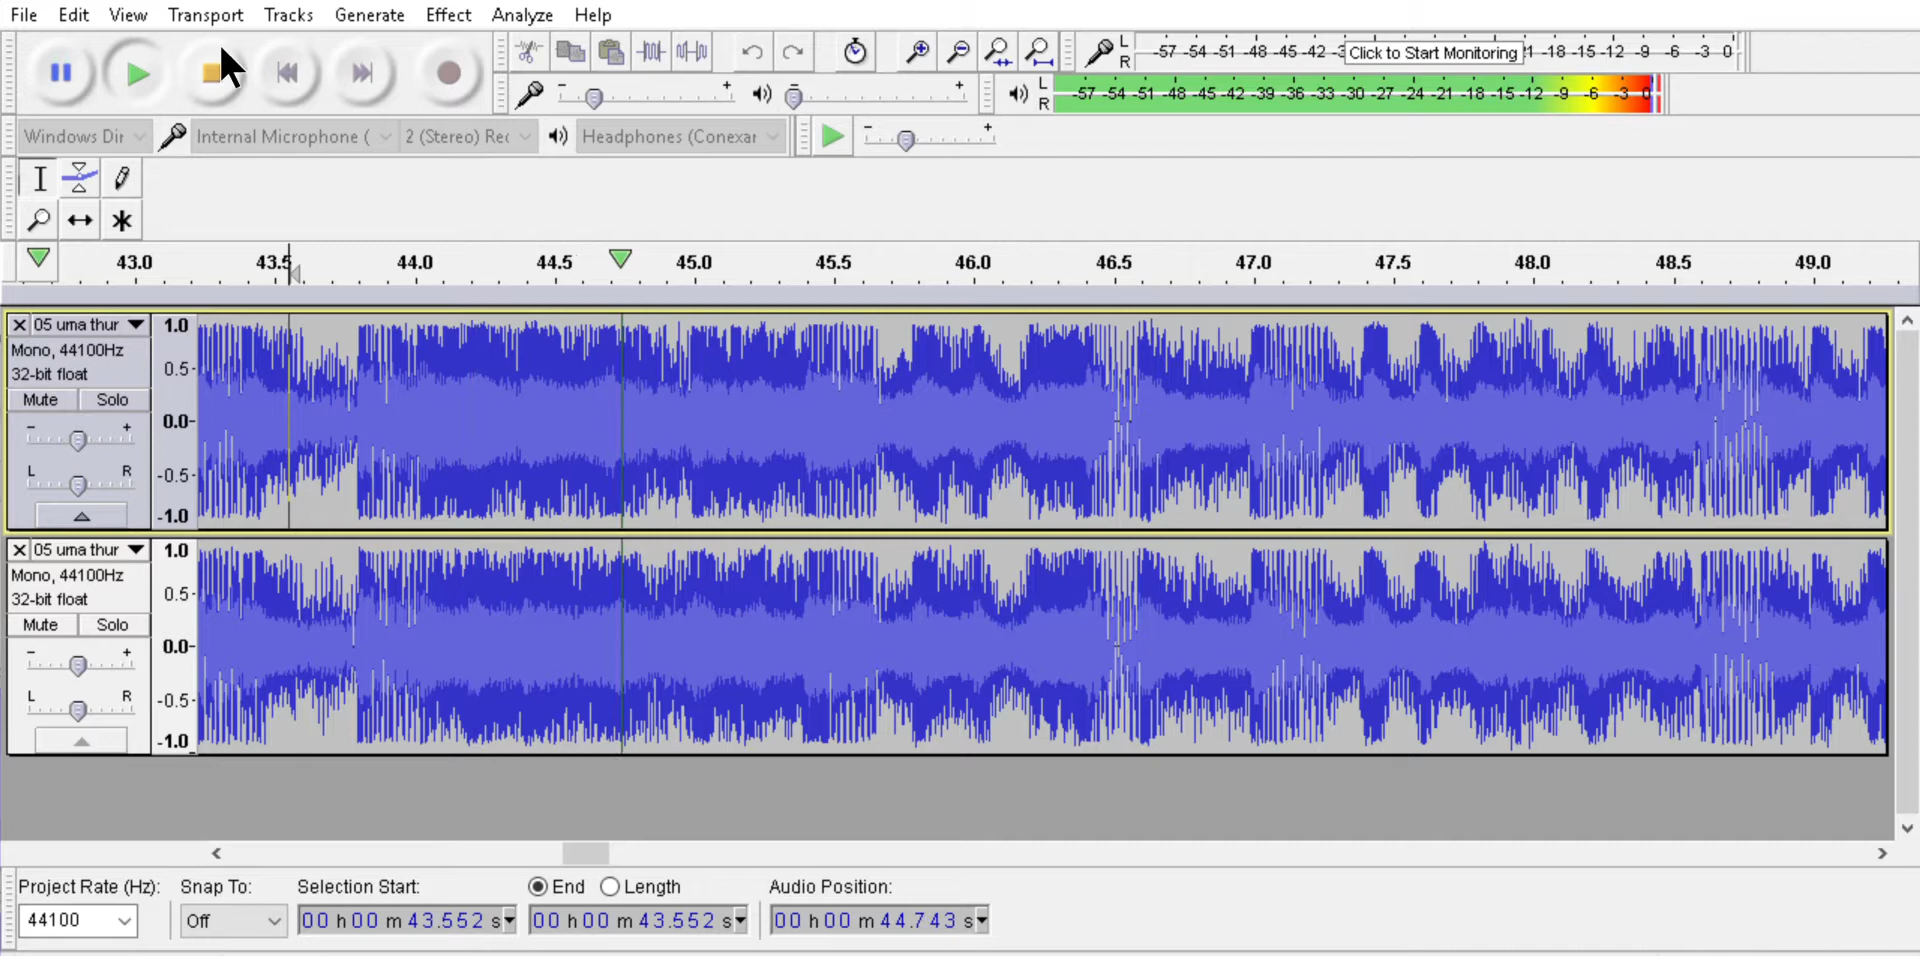 File Edit View Transport Tracks Generate Effect Analyze Help
L R -57 -54 -51 -48 -45 -42 Click to Start Monitoring -18 -15 -12 -9 -6 -3 0
- + - + L R -57 -54 -51 -48 -45 -42 -39 -36 -33 -30 -27 -24 -21 -18 -15 -12 -9 -6 -3 0
Windows Dir Internal Microphone ( 2 (Stereo) Rec Headphones (Conexar - +
43.0 43.5 44.0 44.5 45.0 45.5 46.0 46.5 47.0 47.5 48.0 48.5 49.0
X 05 uma thur 1.0
Mono, 44100Hz
32-bit float 0.5-
Mute Solo
- + 0.0-
L R -0.5-
-1.0
X 05 uma thur 1.0
Mono, 44100Hz
32-bit float 0.5-
Mute Solo
- + 0.0-
L R -0.5-
-1.0
Project Rate (Hz): Snap To: Selection Start: End Length Audio Position:
44100 Off 00 h 00 m 43.552 s 00 h 00 m 43.552 s 00 h 00 m 44.743 s